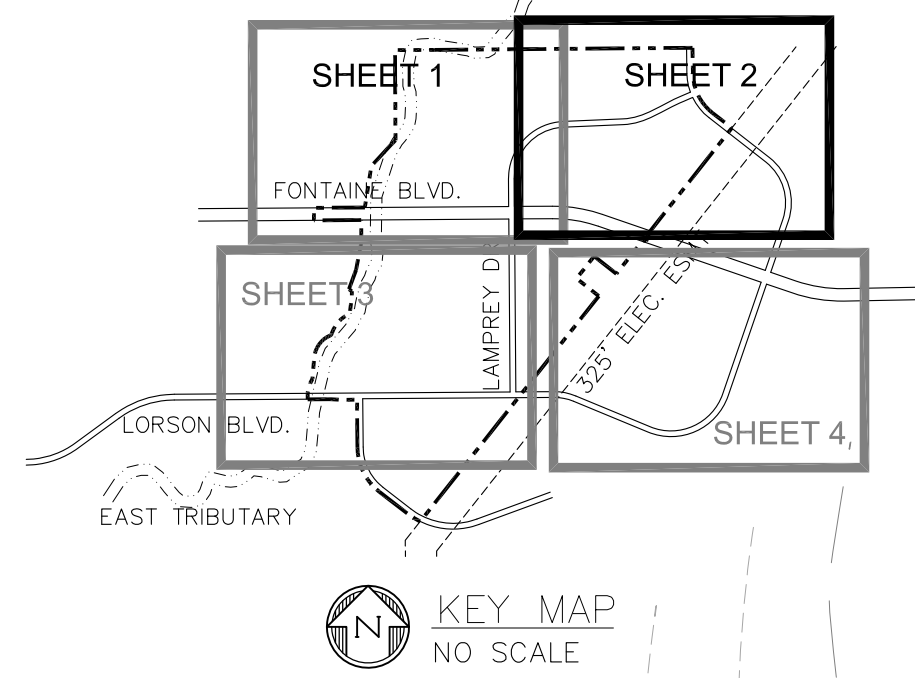 SHEET 1
SHEET 2
FONTAINE BLVD.
SHEET 3
LAMPREY D
325' ELEC. ES
LORSON BLVD.
SHEET 4,
EAST TRIBUTARY
N
KEY MAP
NO SCALE